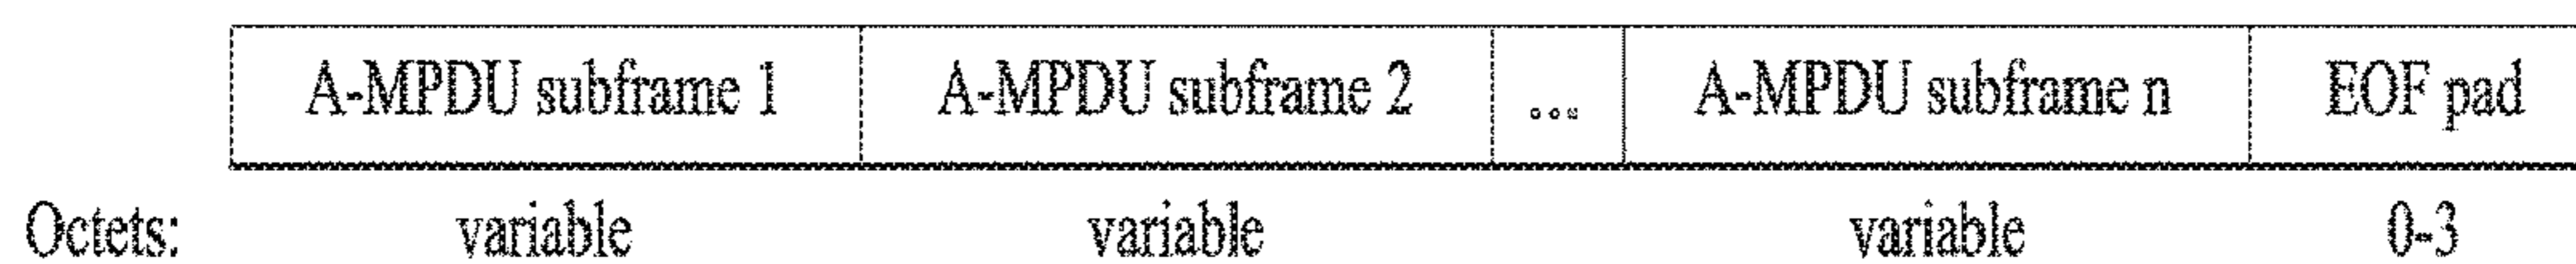 A-MPDU subframe 1 A-MPDU subframe 2 ... A-MPDU subframe n EOF pad
Octets: variable variable variable 0-3